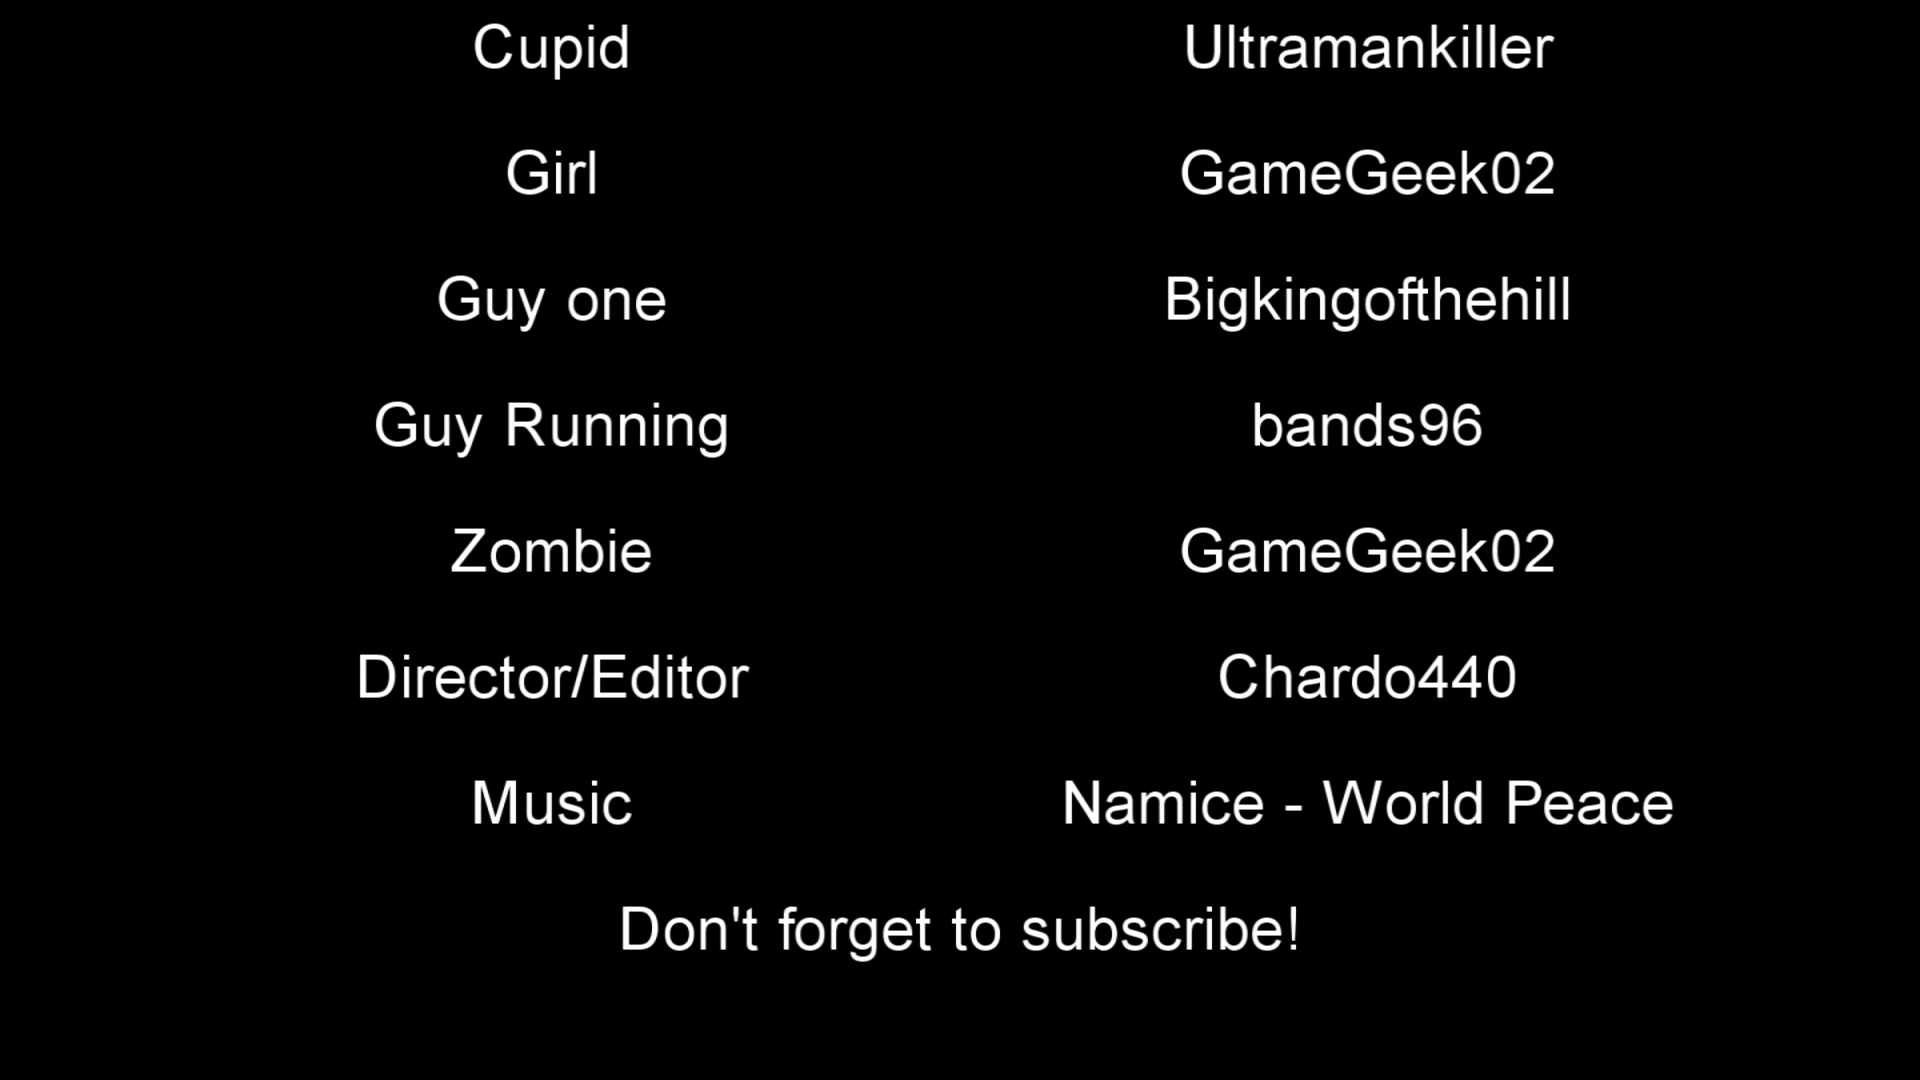 Cupid Ultramankiller
Girl GameGeek02
Guy one Bigkingofthehill
Guy Running bands96
Zombie GameGeek02
Director/Editor Chardo440
Music Namice - World Peace
Don't forget to subscribe!